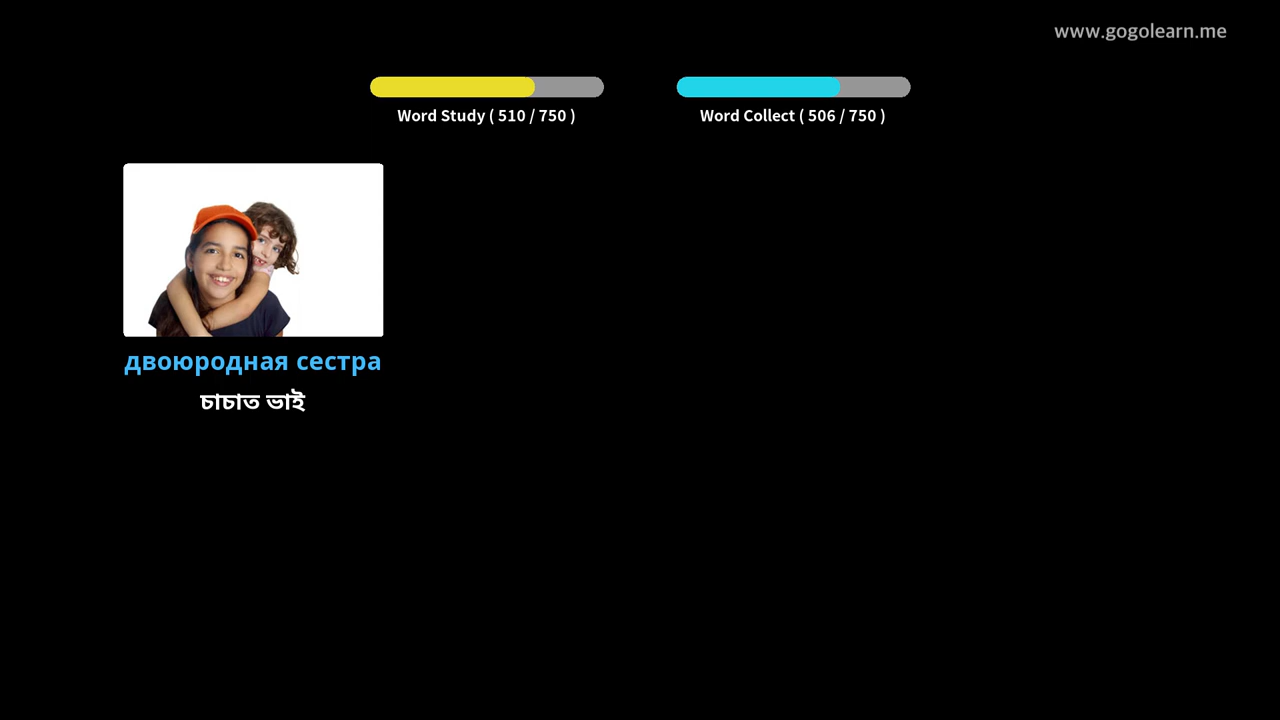 www.gogolearn.me
Word Study ( 510 / 750 )
Word Collect ( 506 / 750 )
двоюродная сестра
চাচাত ভাই